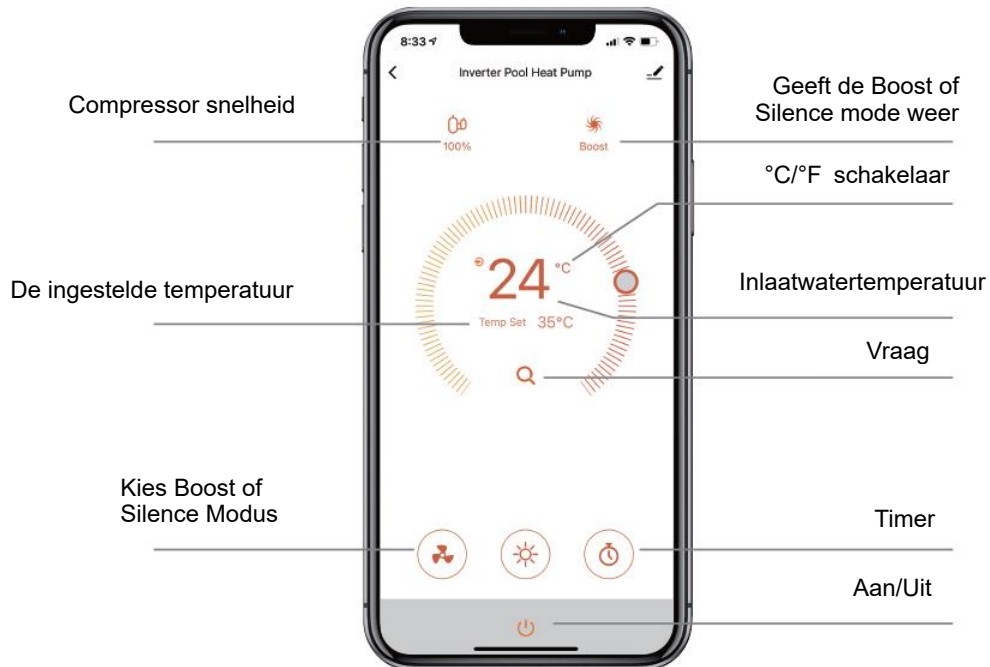 8:33
Inverter Pool Heat Pump
Compressor snelheid
100%
Boost
Geeft de Boost of
Silence mode weer
°C/°F schakelaar
24 °C
De ingestelde temperatuur
Temp Set 35°C
Inlaatwatertemperatuur
Vraag
Kies Boost of
Silence Modus
Timer
Aan/Uit